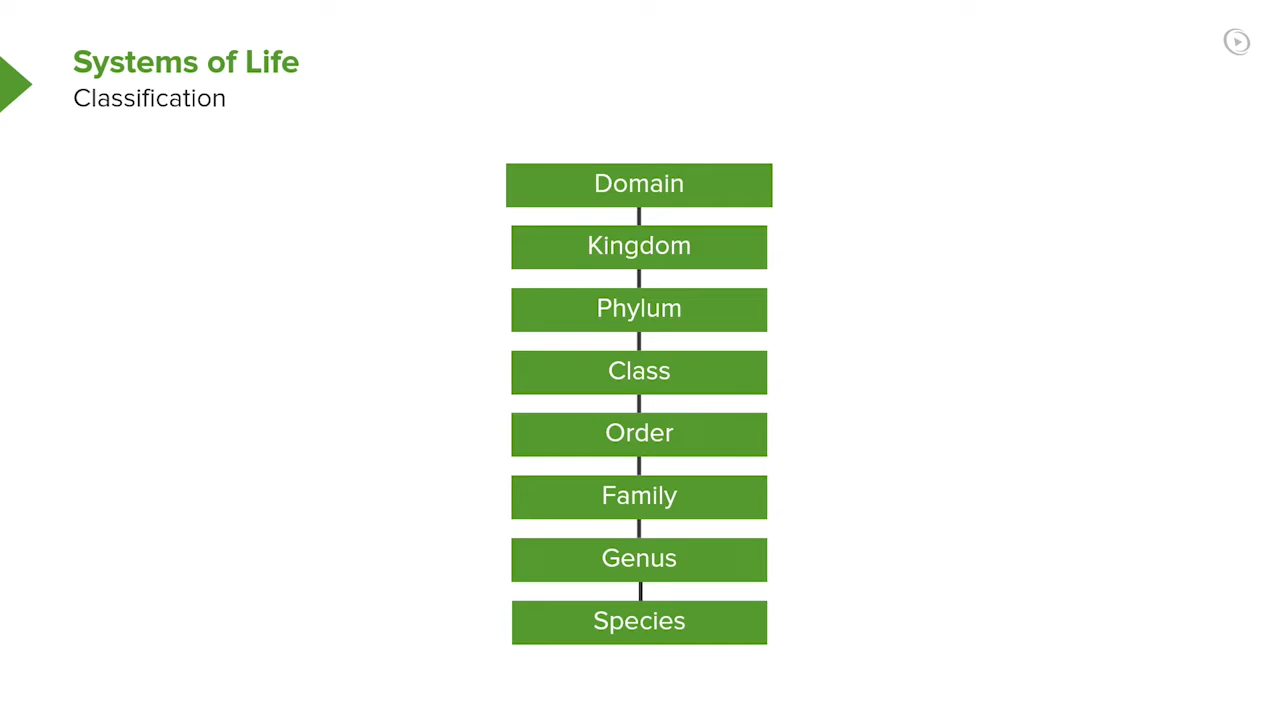 Systems of Life
Classification
Domain
Kingdom
Phylum
Class
Order
Family
Genus
Species